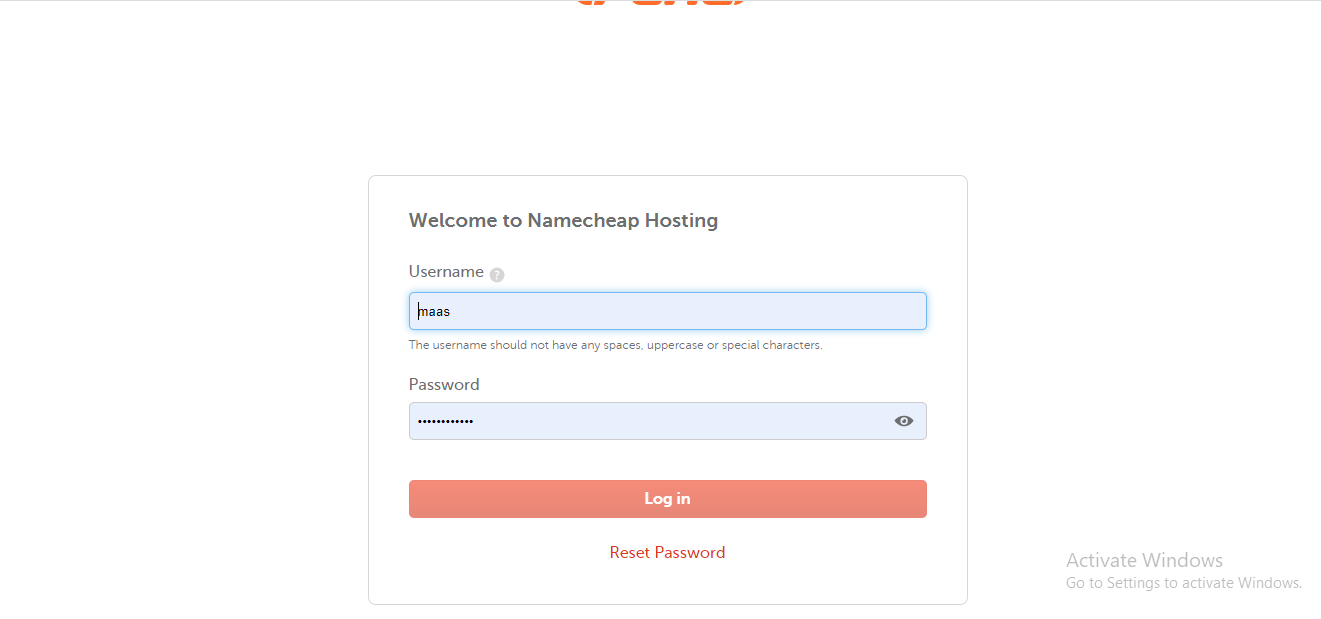 Welcome to Namecheap Hosting
Username ?
maas
The username should not have any spaces, uppercase or special characters.
Password
••••••••••••
Log in
Reset Password
Activate Windows
Go to Settings to activate Windows.